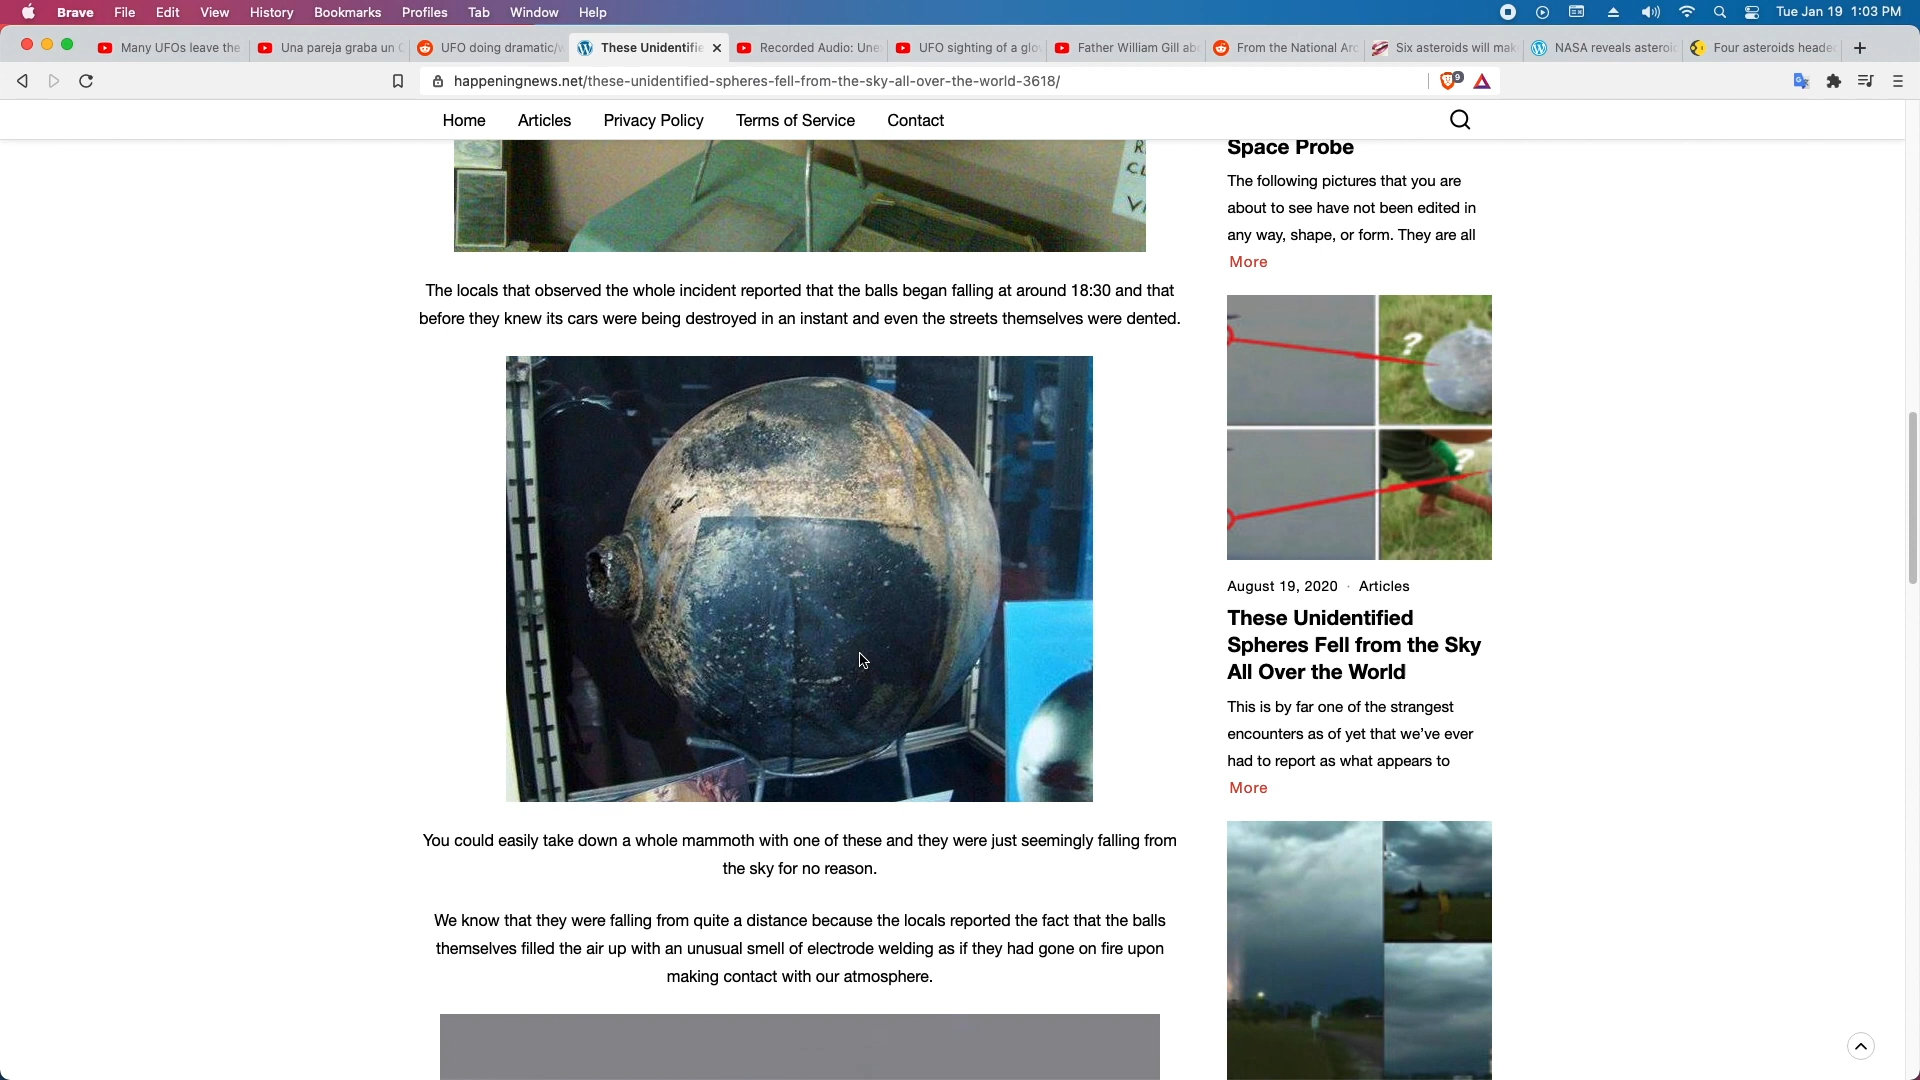 Brave File Edit View History Bookmarks Profiles Tab Window Help Tue Jan 19 1:03 PM
Many UFOs leave the
Una pareja graba un
UFO doing dramatic/
These Unidentifie
Recorded Audio: Une
UFO sighting of a glo
Father William Gill ab
From the National Arc
Six asteroids will mak
NASA reveals asteroi
Four asteroids heade
happeningnews.net/these-unidentified-spheres-fell-from-the-sky-all-over-the-world-3618/
9
Home Articles Privacy Policy Terms of Service Contact
The locals that observed the whole incident reported that the balls began falling at around 18:30 and that
before they knew its cars were being destroyed in an instant and even the streets themselves were dented.
You could easily take down a whole mammoth with one of these and they were just seemingly falling from
the sky for no reason.
We know that they were falling from quite a distance because the locals reported the fact that the balls
themselves filled the air up with an unusual smell of electrode welding as if they had gone on fire upon
making contact with our atmosphere.
Space Probe
The following pictures that you are
about to see have not been edited in
any way, shape, or form. They are all
More
?
?
August 19, 2020 · Articles
These Unidentified
Spheres Fell from the Sky
All Over the World
This is by far one of the strangest
encounters as of yet that we’ve ever
had to report as what appears to
More